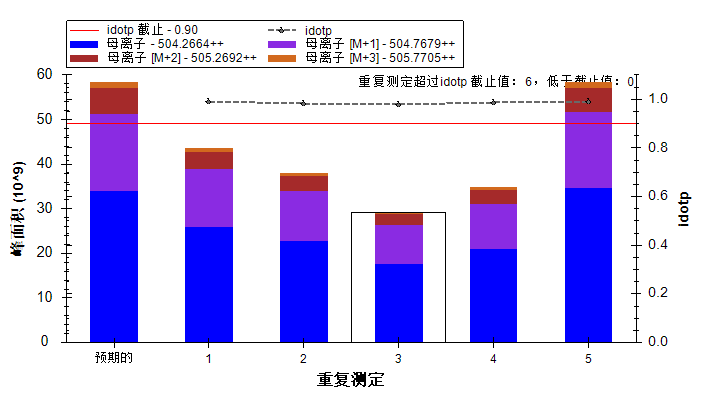 idotp 截止 - 0.90
idotp
母离子 - 504.2664++
母离子 [M+1] - 504.7679++
母离子 [M+2] - 505.2692++
母离子 [M+3] - 505.7705++
重复测定超过idotp 截止值：6，低于截止值：0
60
50
40
30
20
10
0
峰面积 (10^9)
1.0
0.8
0.6
0.4
0.2
0.0
idotp
预期的 1 2 3 4 5
重复测定